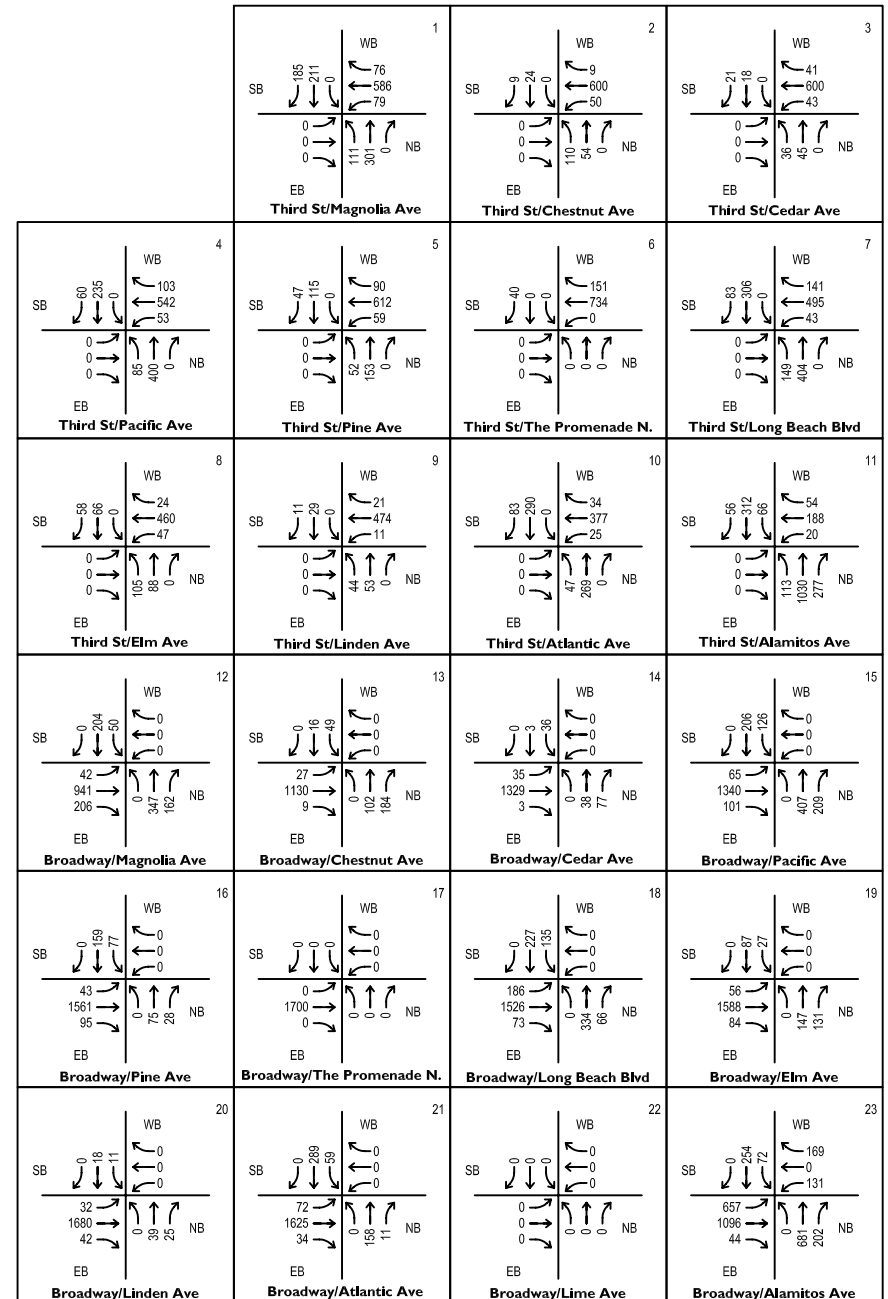 1
WB
SB
185 211 0
76
586
79
0
0
0
111 301 0
NB
EB
Third St/Magnolia Ave
2
WB
SB
9 24 0
9
600
50
0
0
0
110 54 0
NB
EB
Third St/Chestnut Ave
3
WB
SB
21 18 0
41
600
43
0
0
0
36 45 0
NB
EB
Third St/Cedar Ave
4
WB
SB
60 235 0
103
542
53
0
0
0
85 400 0
NB
EB
Third St/Pacific Ave
5
WB
SB
47 115 0
90
612
59
0
0
0
52 153 0
NB
EB
Third St/Pine Ave
6
WB
SB
40 0 0
151
734
0
0
0
0
0 0 0
NB
EB
Third St/The Promenade N.
7
WB
SB
83 306 0
141
495
43
0
0
0
149 404 0
NB
EB
Third St/Long Beach Blvd
8
WB
SB
58 66 0
24
460
47
0
0
0
105 88 0
NB
EB
Third St/Elm Ave
9
WB
SB
11 29 0
21
474
11
0
0
0
44 53 0
NB
EB
Third St/Linden Ave
10
WB
SB
83 290 0
34
377
25
0
0
0
47 269 0
NB
EB
Third St/Atlantic Ave
11
WB
SB
56 312 66
54
188
20
0
0
0
113 1030 277
NB
EB
Third St/Alamitos Ave
12
WB
SB
0 204 50
0
0
0
42
941
206
0 347 162
NB
EB
Broadway/Magnolia Ave
13
WB
SB
0 16 49
0
0
0
27
1130
9
0 102 184
NB
EB
Broadway/Chestnut Ave
14
WB
SB
0 3 36
0
0
0
35
1329
3
0 38 77
NB
EB
Broadway/Cedar Ave
15
WB
SB
0 206 126
0
0
0
65
1340
101
0 407 209
NB
EB
Broadway/Pacific Ave
16
WB
SB
0 159 77
0
0
0
43
1561
95
0 75 28
NB
EB
Broadway/Pine Ave
17
WB
SB
0 0 0
0
0
0
0
1700
0
0 0 0
NB
EB
Broadway/The Promenade N.
18
WB
SB
0 227 135
0
0
0
186
1526
73
0 334 66
NB
EB
Broadway/Long Beach Blvd
19
WB
SB
0 87 27
0
0
0
56
1588
84
0 147 131
NB
EB
Broadway/Elm Ave
20
WB
SB
0 18 11
0
0
0
32
1680
42
0 39 25
NB
EB
Broadway/Linden Ave
21
WB
SB
0 289 59
0
0
0
72
1625
34
0 158 11
NB
EB
Broadway/Atlantic Ave
22
WB
SB
0 0 0
0
0
0
0
0
0
0 0 0
NB
EB
Broadway/Lime Ave
23
WB
SB
0 254 72
169
0
131
657
1096
44
0 681 202
NB
EB
Broadway/Alamitos Ave